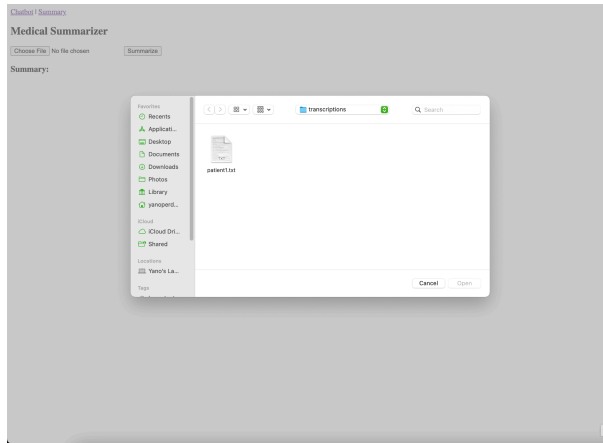 Chatbot | Summary
Medical Summarizer
Choose File No file chosen Summarize
Summary:
Favorites
Recents
Applicati...
Desktop
Documents
Downloads
Photos
Library
yanoperd...
iCloud
iCloud Dri...
Shared
Locations
Yano's La...
Tags
transcriptions
Search
TXT
patient1.txt
Cancel Open